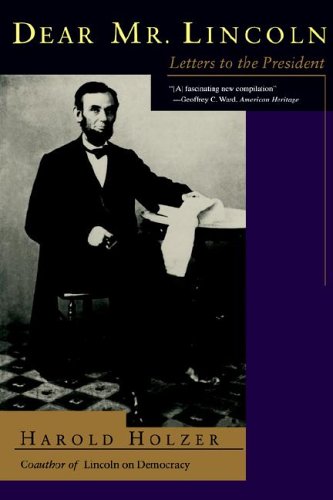 DEAR MR. LINCOLN
Letters to the President
"[A] fascinating new compilation"
—Geoffrey C. Ward, American Heritage
HAROLD HOLZER
Coauthor of Lincoln on Democracy